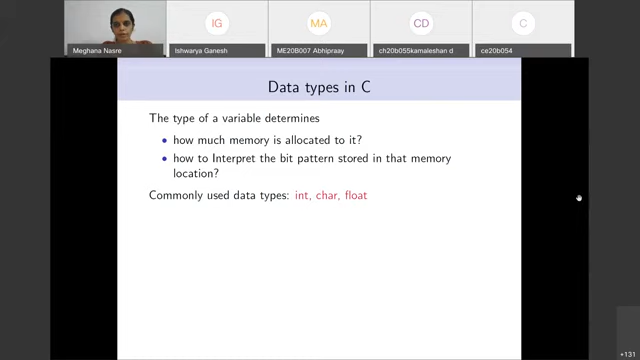 IG
MA
CD
C
Meghana Nasre
Ishwarya Ganesh
ME20B007 Abhipraay
ch20b055kamaleshan d
ce20b054
Data types in C
The type of a variable determines
• how much memory is allocated to it?
• how to Interpret the bit pattern stored in that memory
location?
Commonly used data types: int, char, float
+131